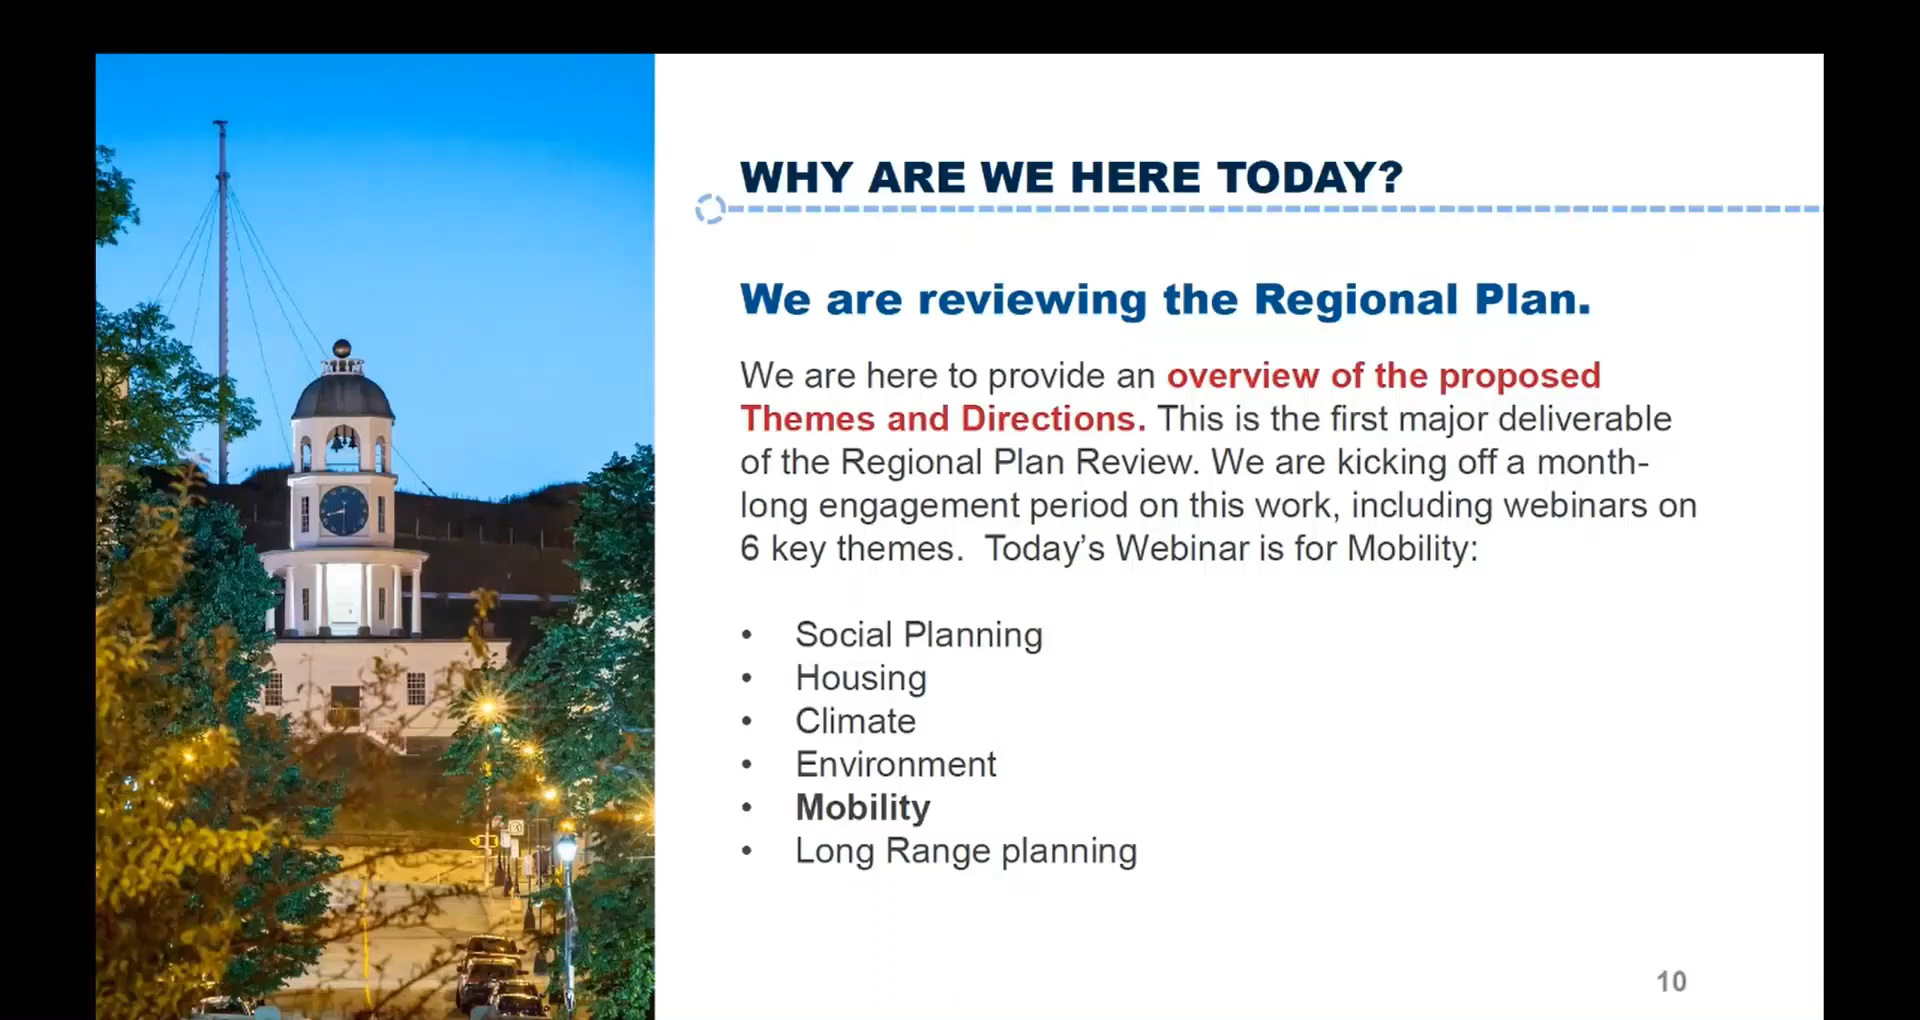 WHY ARE WE HERE TODAY?
We are reviewing the Regional Plan.
We are here to provide an overview of the proposed
Themes and Directions. This is the first major deliverable
of the Regional Plan Review. We are kicking off a month-
long engagement period on this work, including webinars on
6 key themes.  Today’s Webinar is for Mobility:
• Social Planning
• Housing
• Climate
• Environment
• Mobility
• Long Range planning
10